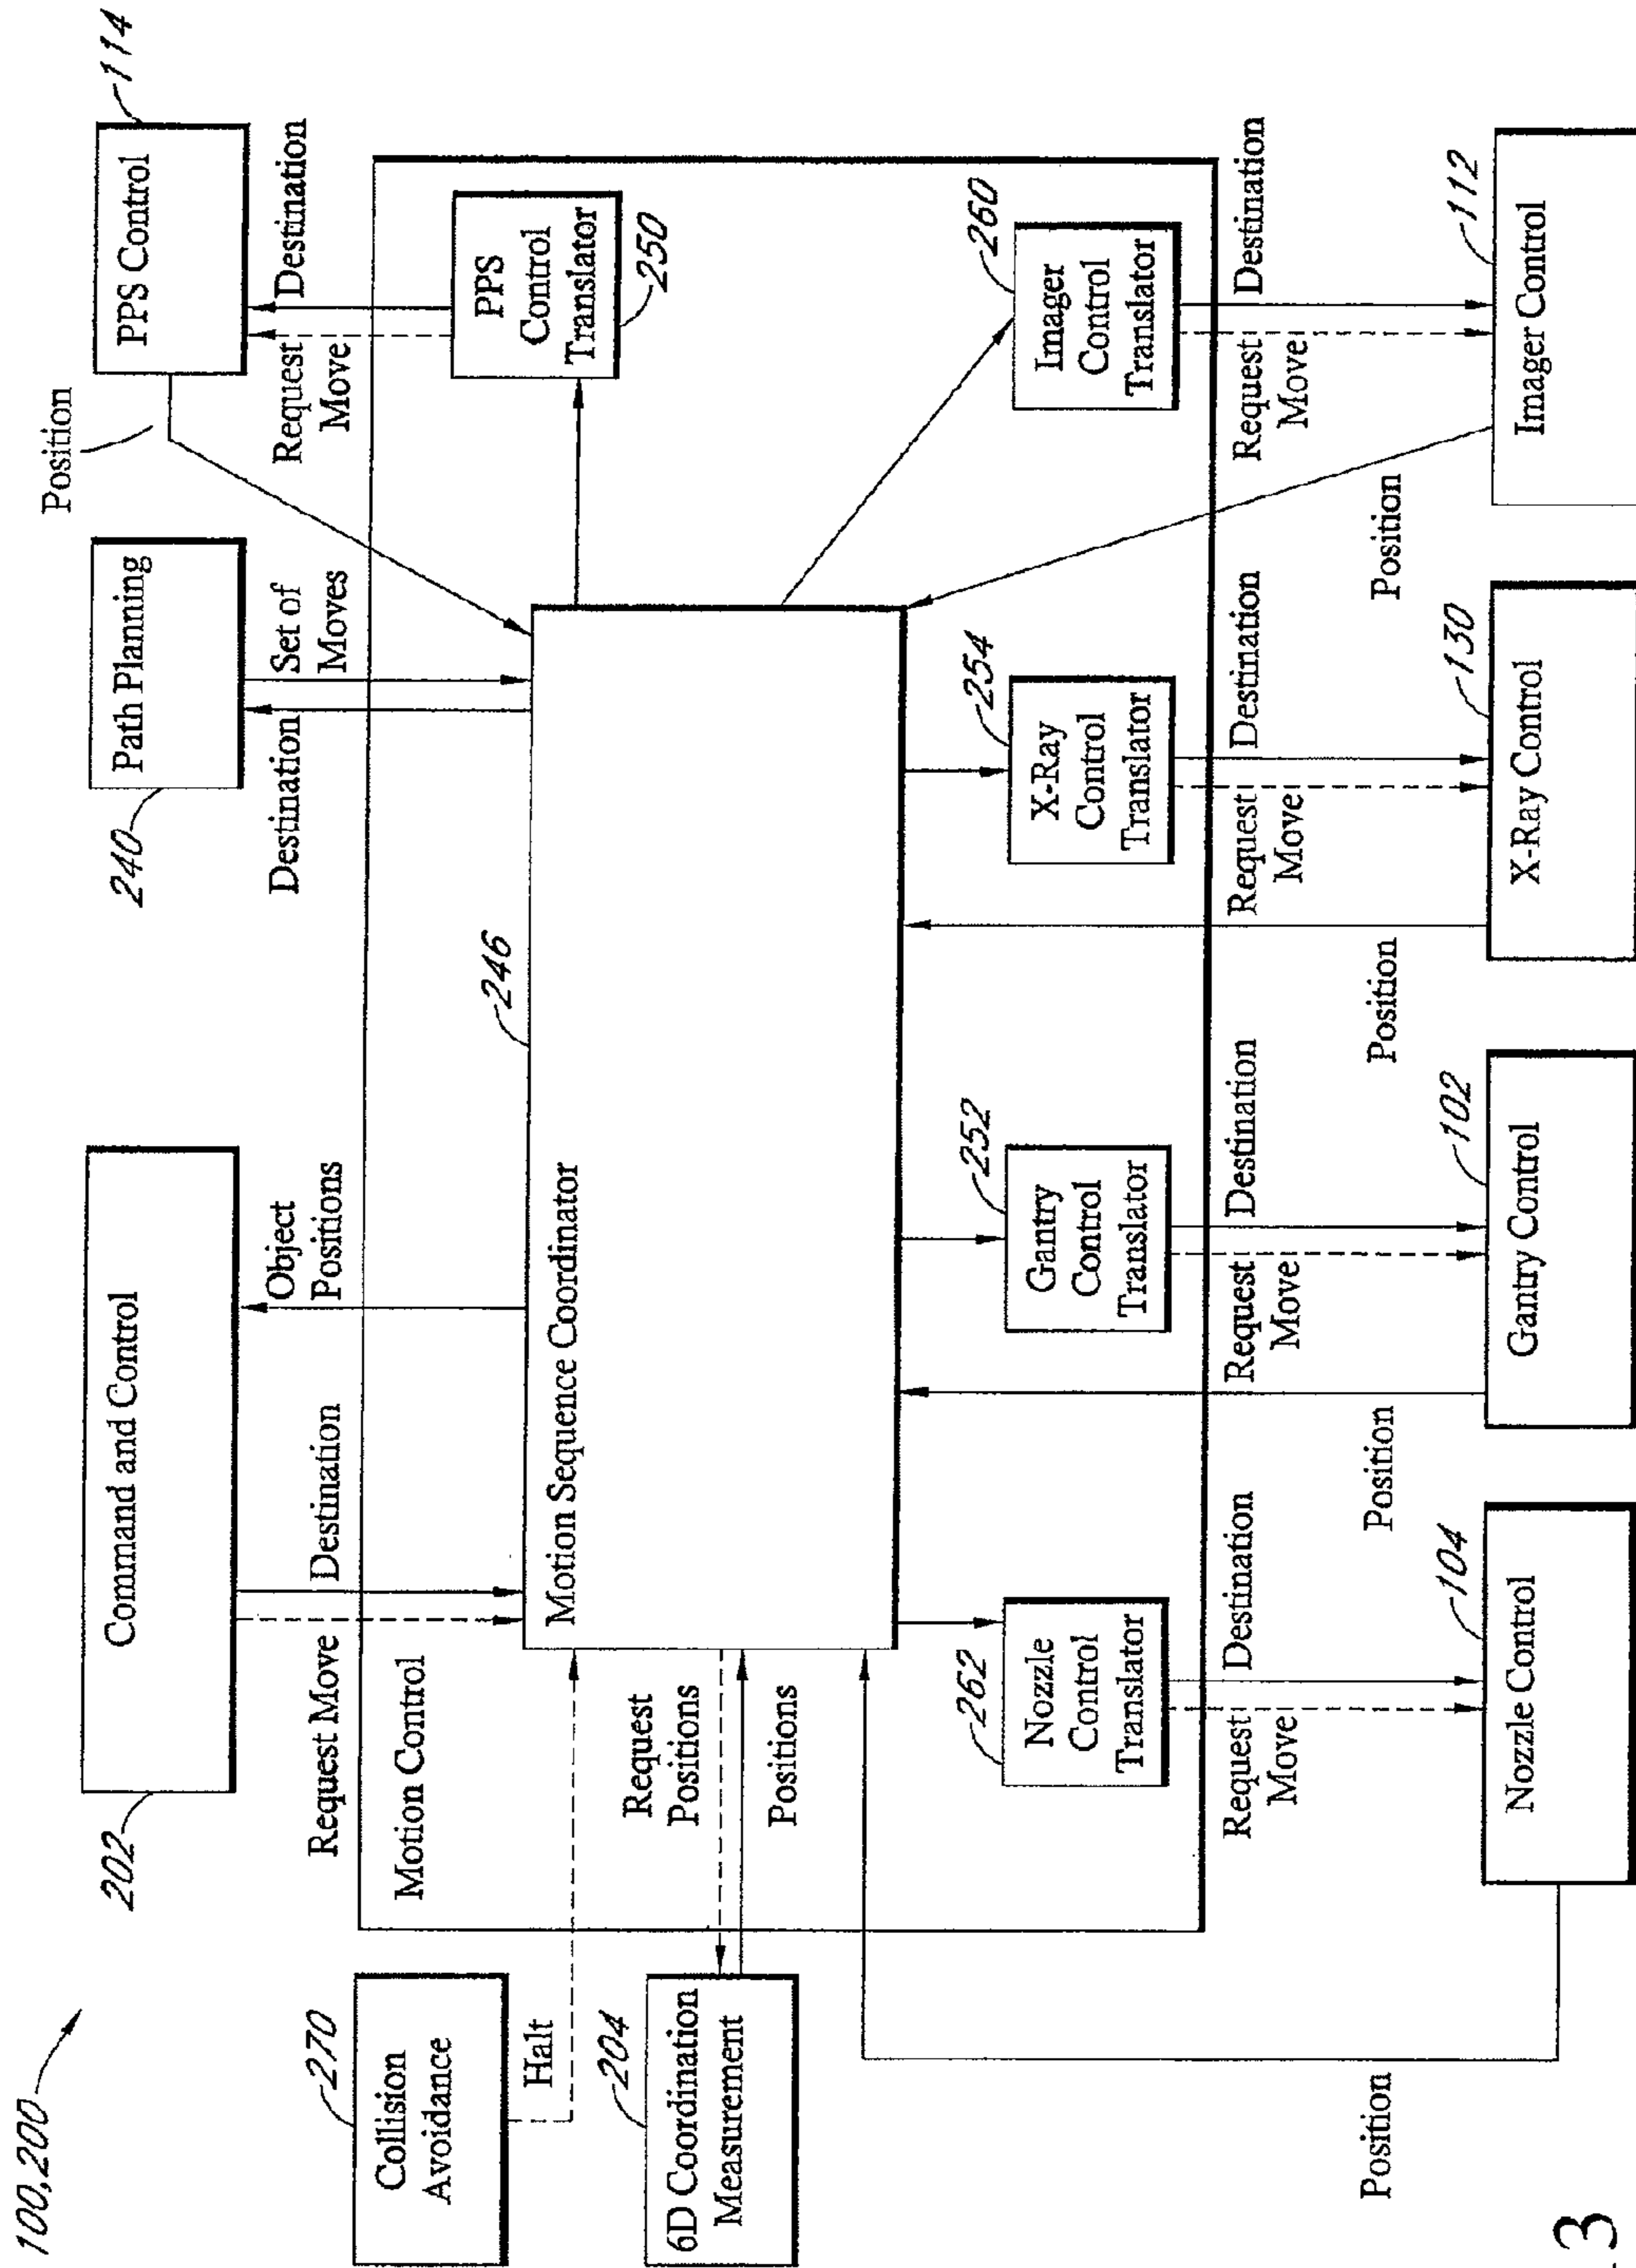 100,200
202
Command and Control
240
Path Planning
114
PPS Control
Position
Request Move
Destination
Object
Positions
Destination
Set of
Moves
Request
Move
Destination
270
Collision
Avoidance
Halt
Motion Control
246
Motion Sequence Coordinator
PPS
Control
Translator
250
204
6D Coordination
Measurement
Request
Positions
Positions
262
Nozzle
Control
Translator
252
Gantry
Control
Translator
254
X-Ray
Control
Translator
260
Imager
Control
Translator
Request
Move
Destination
Request
Move
Destination
Request
Move
Destination
Request
Move
Destination
Position
Position
Position
Position
104
Nozzle Control
102
Gantry Control
130
X-Ray Control
112
Imager Control
3